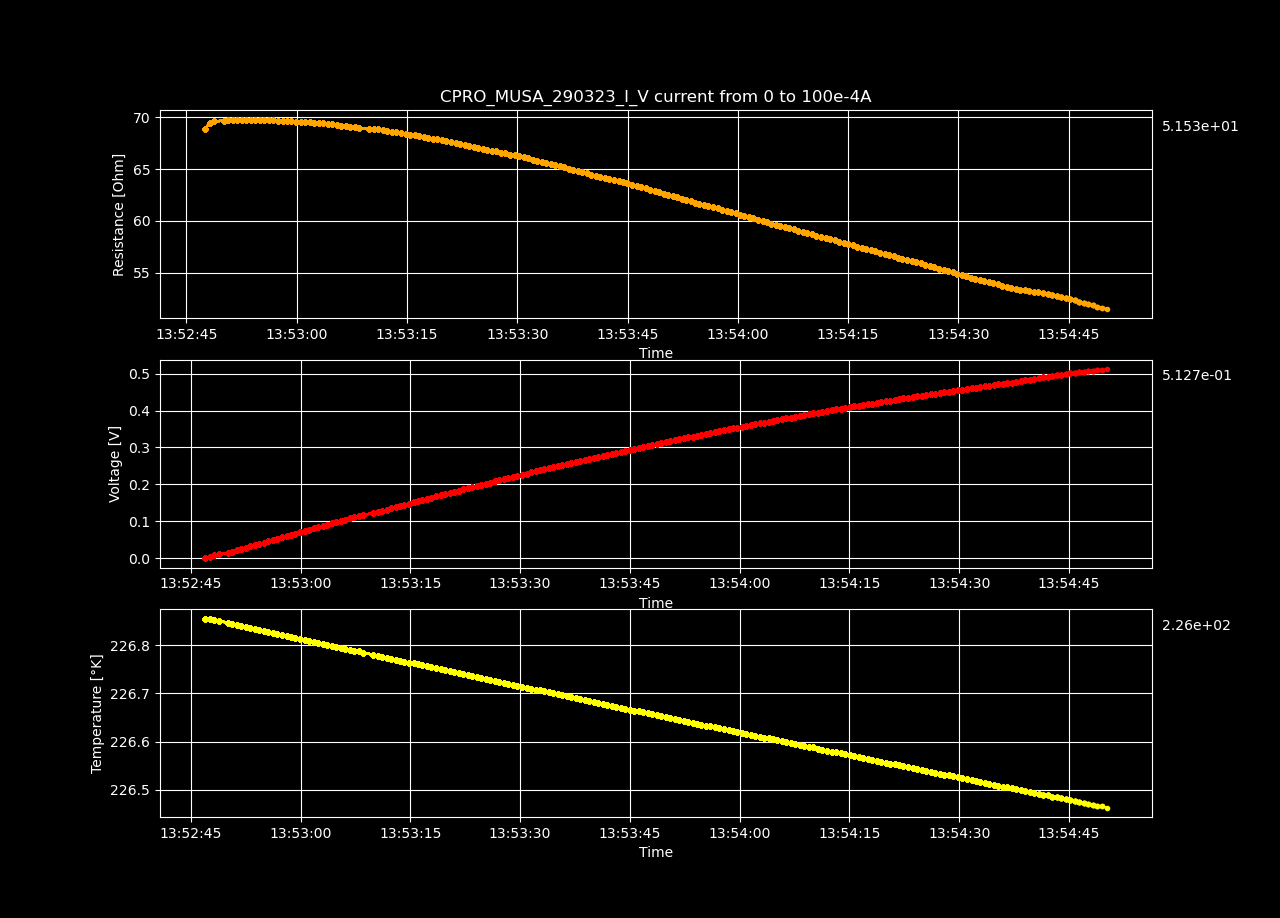 CPRO_MUSA_290323_I_V current from 0 to 100e-4A
70
65
60
55
Resistance [Ohm]
5.153e+01
13:52:45 13:53:00 13:53:15 13:53:30 13:53:45 13:54:00 13:54:15 13:54:30 13:54:45
Time
0.5
0.4
0.3
0.2
0.1
0.0
Voltage [V]
5.127e-01
13:52:45 13:53:00 13:53:15 13:53:30 13:53:45 13:54:00 13:54:15 13:54:30 13:54:45
Time
226.8
226.7
226.6
226.5
Temperature [°K]
2.26e+02
13:52:45 13:53:00 13:53:15 13:53:30 13:53:45 13:54:00 13:54:15 13:54:30 13:54:45
Time